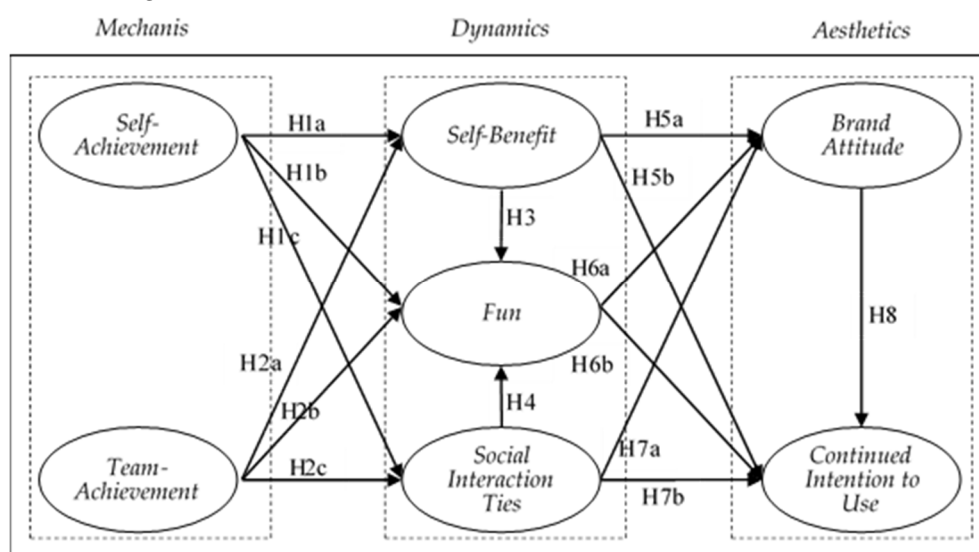 Mechanis
Dynamics
Aesthetics
Self-
Achievement
H1a
Self-Benefit
H5a
Brand
Attitude
H1b
H5b
H3
H1c
H6a
Fun
H8
H2a
H6b
H2b
H4
H7a
Team-
Achievement
H2c
Social
Interaction
Ties
H7b
Continued
Intention to
Use